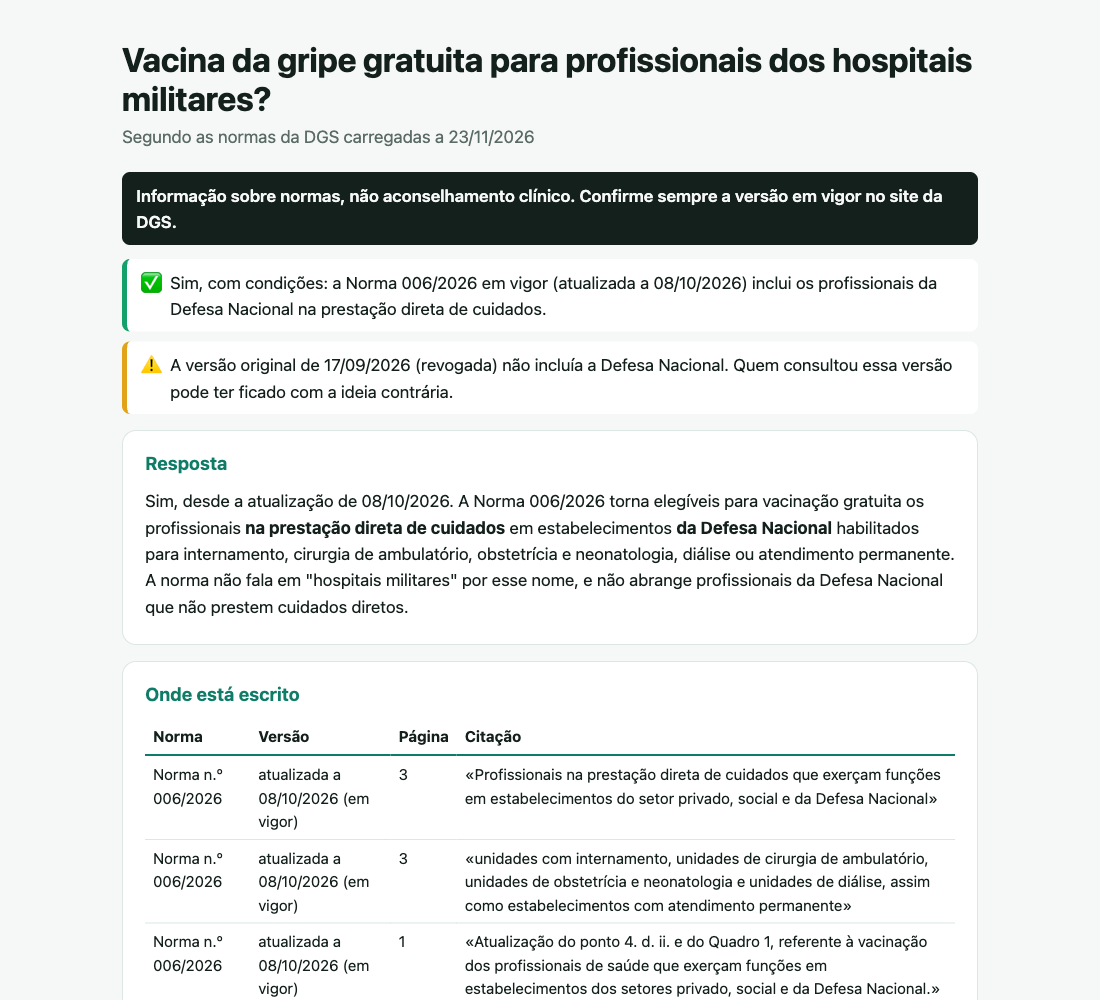 Vacina da gripe gratuita para profissionais dos hospitais
militares?
Segundo as normas da DGS carregadas a 23/11/2026
Informação sobre normas, não aconselhamento clínico. Confirme sempre a versão em vigor no site da
DGS.
✅ Sim, com condições: a Norma 006/2026 em vigor (atualizada a 08/10/2026) inclui os profissionais da
Defesa Nacional na prestação direta de cuidados.
⚠️ A versão original de 17/09/2026 (revogada) não incluía a Defesa Nacional. Quem consultou essa versão
pode ter ficado com a ideia contrária.
Resposta
Sim, desde a atualização de 08/10/2026. A Norma 006/2026 torna elegíveis para vacinação gratuita os
profissionais na prestação direta de cuidados em estabelecimentos da Defesa Nacional habilitados
para internamento, cirurgia de ambulatório, obstetrícia e neonatologia, diálise ou atendimento permanente.
A norma não fala em "hospitais militares" por esse nome, e não abrange profissionais da Defesa Nacional
que não prestem cuidados diretos.
Onde está escrito
Norma Versão Página Citação
Norma n.º atualizada a 3 «Profissionais na prestação direta de cuidados que exerçam funções
006/2026 08/10/2026 (em em estabelecimentos do setor privado, social e da Defesa Nacional»
vigor)
Norma n.º atualizada a 3 «unidades com internamento, unidades de cirurgia de ambulatório,
006/2026 08/10/2026 (em unidades de obstetrícia e neonatologia e unidades de diálise, assim
vigor) como estabelecimentos com atendimento permanente»
Norma n.º atualizada a 1 «Atualização do ponto 4. d. ii. e do Quadro 1, referente à vacinação
006/2026 08/10/2026 (em dos profissionais de saúde que exerçam funções em
vigor) estabelecimentos dos setores privado, social e da Defesa Nacional.»